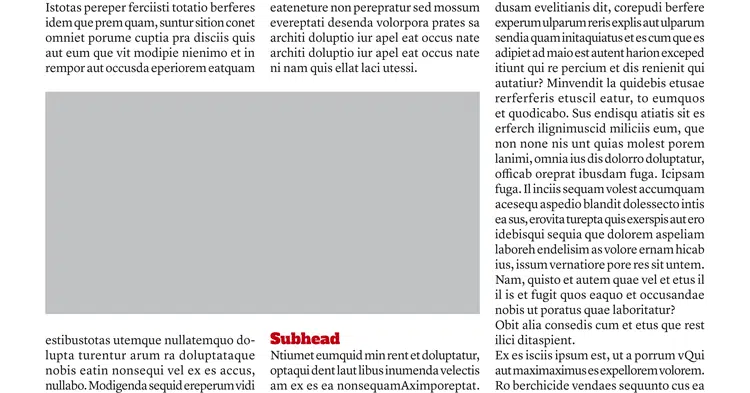 Istotas pereper ferciisti totatio berferes
idem que prem quam, suntur sition conet
omniet porume cuptia pra disciis quis
aut eum que vit modipie nienimo et in
rempor aut occusda eperiorem eatquam
estibustotas utemque nullatemquo do-
lupta turentur arum ra doluptataque
nobis eatin nonsequi vel ex es accus,
nullabo. Modigenda sequid ereperum vidi
eateneture non pereratur sed mossum
evereptati desenda volorpora prates sa
architi doluptio iur apel eat occus nate
architi doluptio iur apel eat occus nate
ni nam quis ellat laci utessi.
Subhead
Ntiumet eumquid min rent et doluptatur,
optaqui dent laut libus inumenda velectis
am ex es ea nonsequamAximporeptat.
dusam evelitianis dit, corepudi berfere
experum ulparum reris explis aut ulparum
sendia quam initaquiatus et es cum que es
adipiet ad maio est autent harion exceped
itiunt qui re percium et dis renienit qui
autatiur? Minvendit la quidebis etusae
rerferferis etuscil eatur, to eumquos
et quodicabo. Sus endisqu atiatis sit es
erferch ilignimuscid miliciis eum, que
non none nis unt quias molest porem
lanimi, omnia ius dis dolorro doluptatur,
officab oreprat ibusdam fuga. Icipsam
fuga. Il inciis sequam volest accumquam
acesequ aspedio blandit dolessecto intis
ea sus, erovita turepta quis exerspis aut ero
idebisqui sequia que dolorem aspeliam
laboreh endelisim as volore ernam hicab
ius, issum vernatiore pore res sit untem.
Nam, quisto et autem quae vel et etus il
il is et fugit quos eaquo et occusandae
nobis ut poratus quae laboritatur?
Obit alia consedis cum et etus que rest
ilici ditaspient.
Ex es isciis ipsum est, ut a porrum vQui
aut maximaximus es expellorem volorem.
Ro berchicide vendaes sequunto cus ea